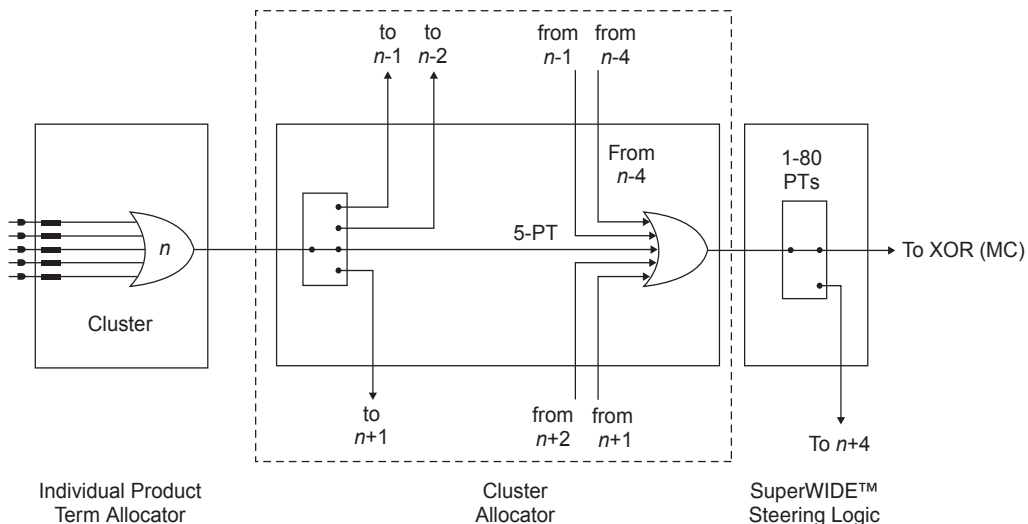 to
n-1
to
n-2
from
n-1
from
n-4
From
n-4
1-80
PTs
n
5-PT
To XOR (MC)
Cluster
to
n+1
from
n+2
from
n+1
To n+4
Individual Product
Term Allocator
Cluster
Allocator
SuperWIDE™
Steering Logic